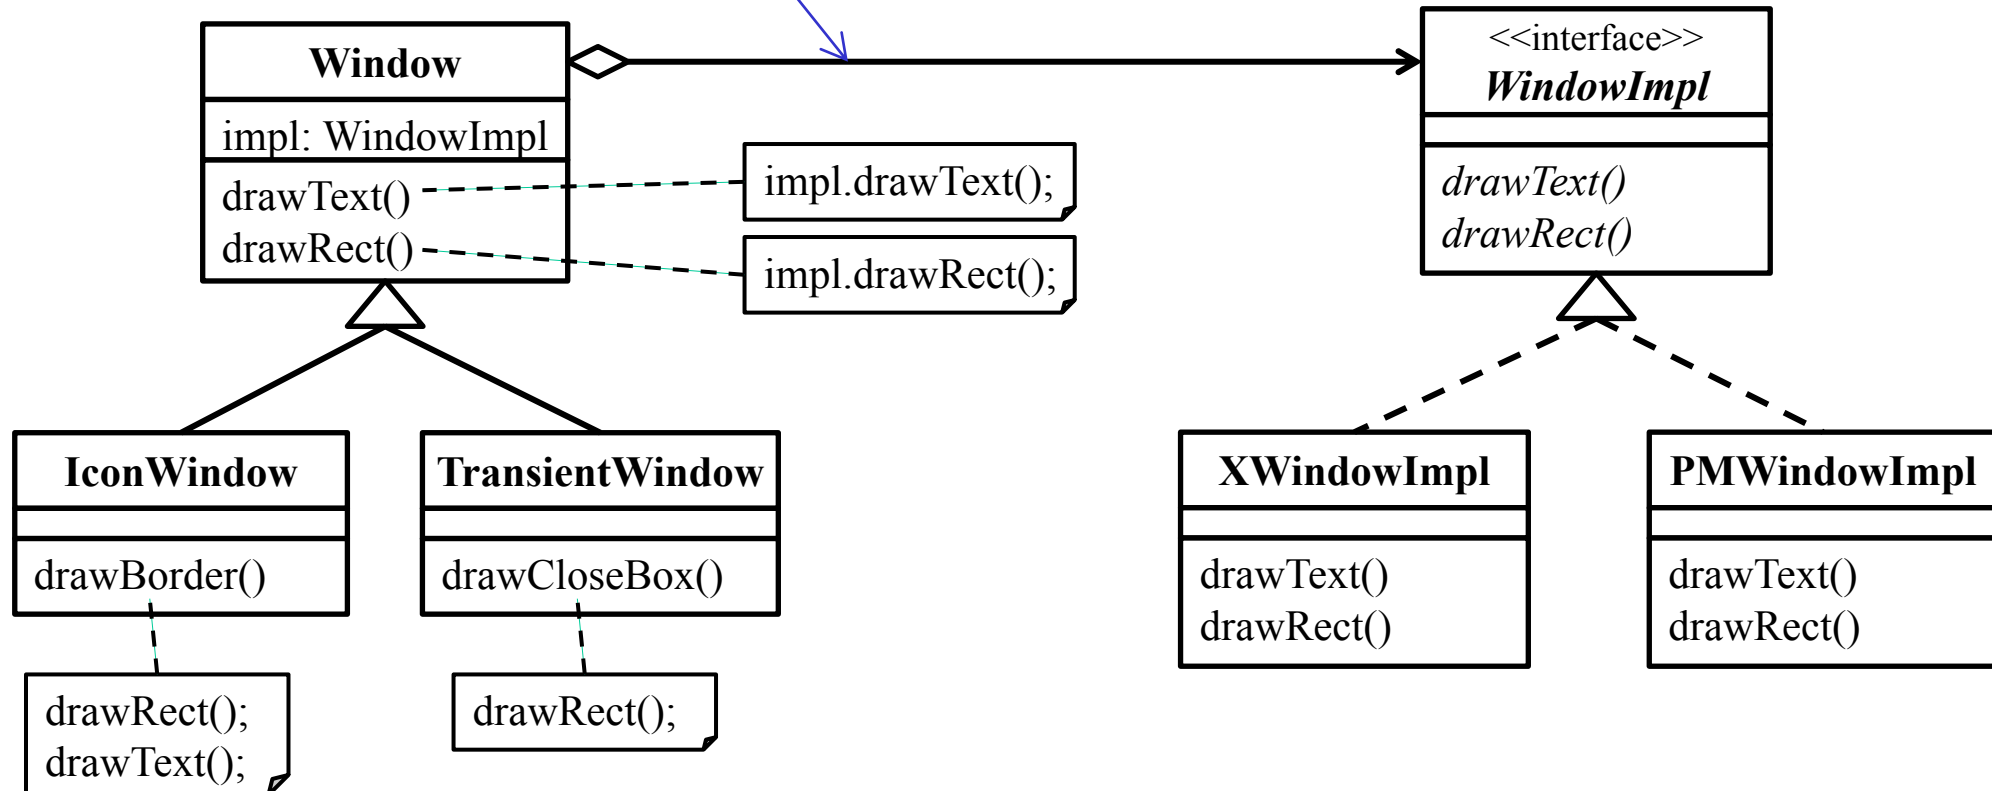 Window
impl: WindowImpl
drawText()
drawRect()
impl.drawText();
impl.drawRect();
<<interface>>
WindowImpl
drawText()
drawRect()
IconWindow
drawBorder()
drawRect();
drawText();
TransientWindow
drawCloseBox()
drawRect();
XWindowImpl
drawText()
drawRect()
PMWindowImpl
drawText()
drawRect()